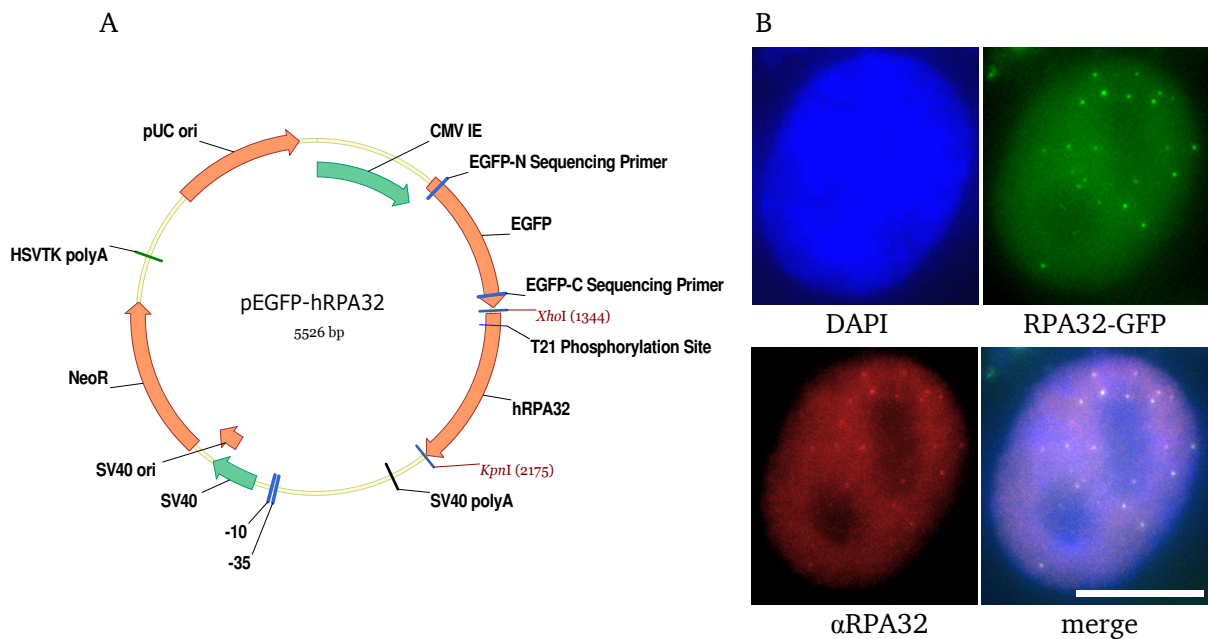 A
B
pUC ori
CMV IE
EGFP-N Sequencing Primer
EGFP
HSVTK polyA
EGFP-C Sequencing Primer
pEGFP-hRPA32
5526 bp
XhoI (1344)
T21 Phosphorylation Site
NeoR
hRPA32
SV40 ori
KpnI (2175)
SV40
SV40 polyA
-10
-35
DAPI
RPA32-GFP
αRPA32
merge